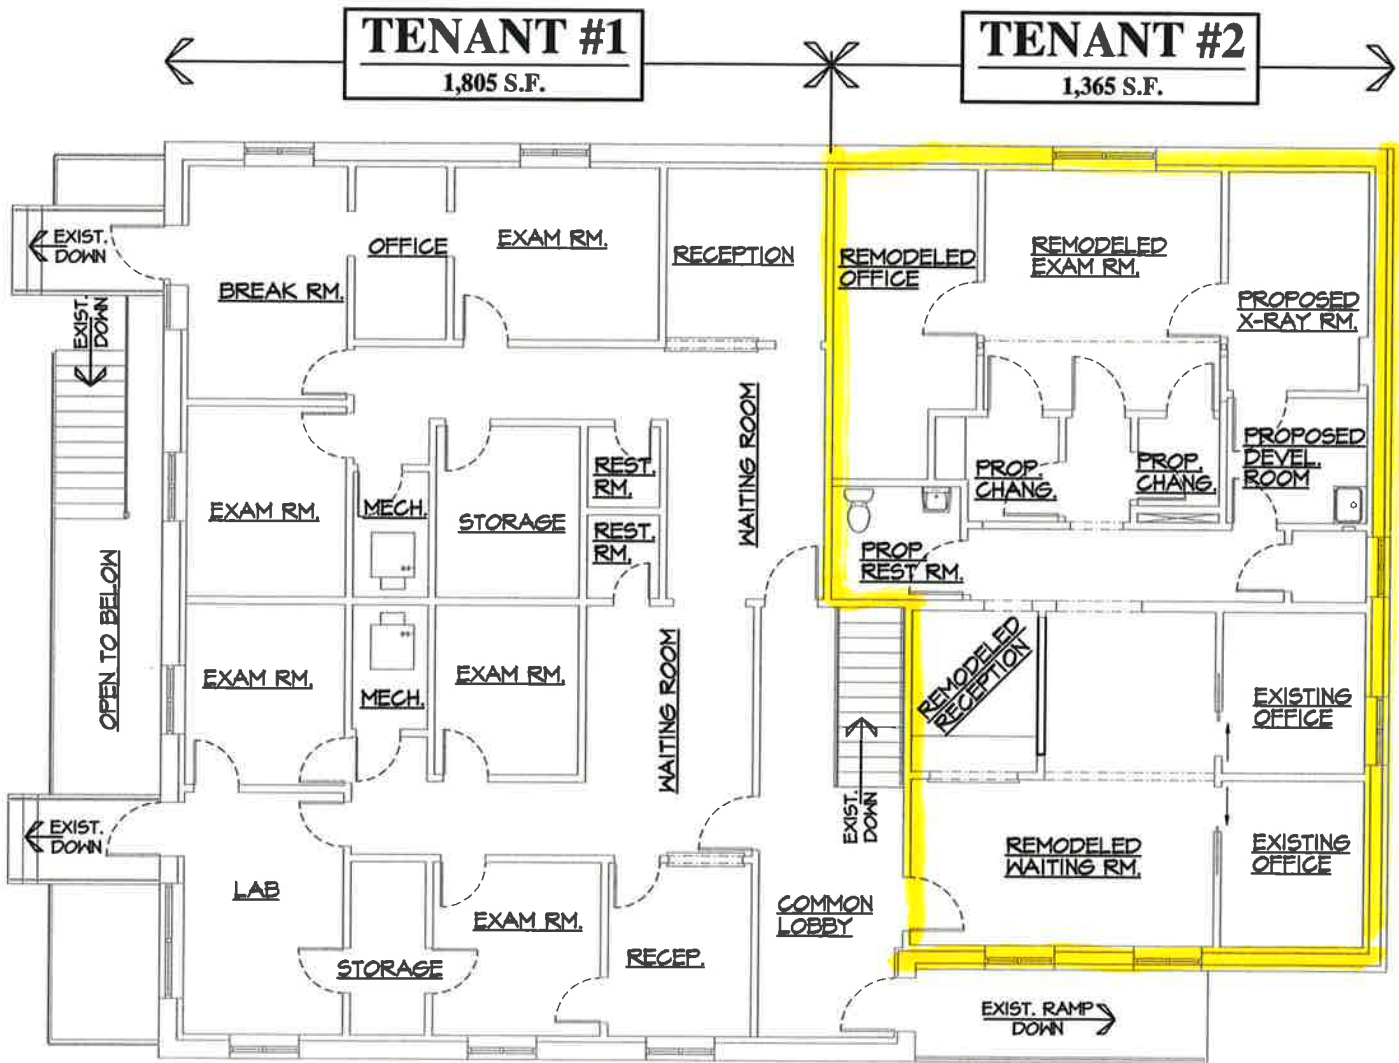 TENANT #1
1,805 S.F.
TENANT #2
1,365 S.F.
EXIST.
DOWN
EXIST.
DOWN
BREAK RM.
OFFICE
EXAM RM.
RECEPTION
REMODELED
OFFICE
REMODELED
EXAM RM.
PROPOSED
X-RAY RM.
EXAM RM.
MECH.
STORAGE
REST.
RM.
REST.
RM.
WAITING ROOM
PROP.
CHANG.
PROP.
CHANG.
PROPOSED
DEVEL.
ROOM
PROP.
REST RM.
OPEN TO BELOW
EXAM RM.
MECH.
EXAM RM.
WAITING ROOM
REMODELED
RECEPTION
EXISTING
OFFICE
EXIST.
DOWN
EXIST.
DOWN
REMODELED
WAITING RM.
EXISTING
OFFICE
LAB
STORAGE
EXAM RM.
RECEP.
COMMON
LOBBY
EXIST. RAMP
DOWN